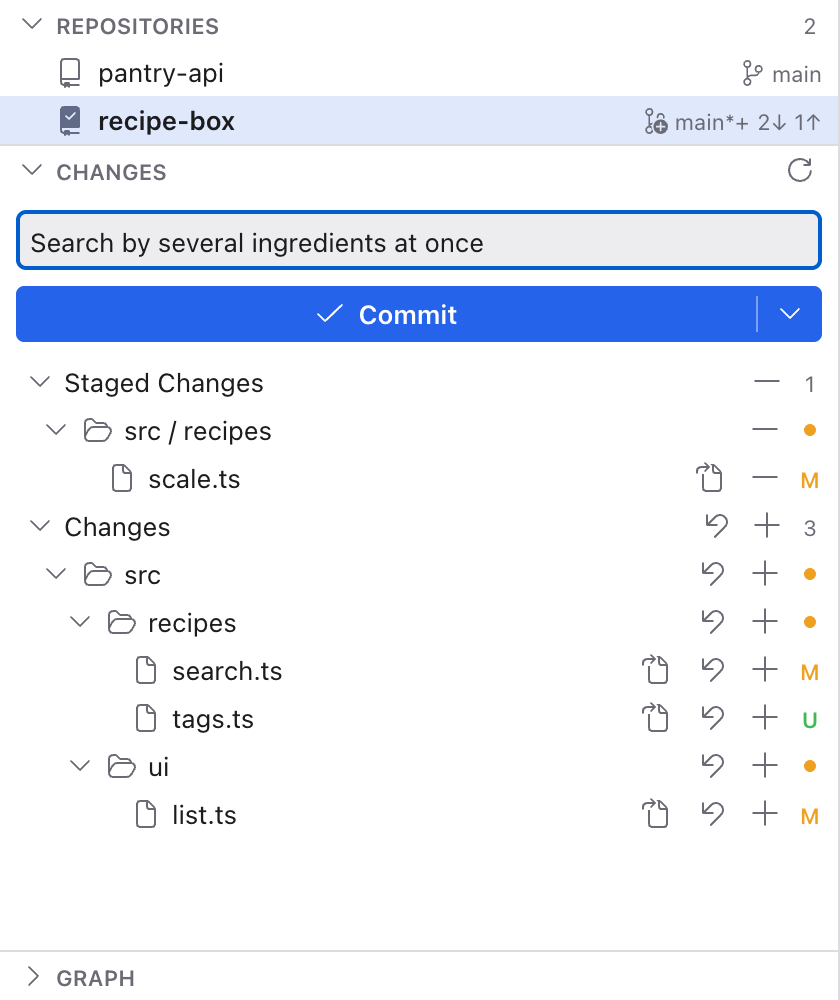 REPOSITORIES 2
pantry-api main
recipe-box main*+ 2↓ 1↑
CHANGES
Search by several ingredients at once
Commit
Staged Changes 1
src / recipes
scale.ts M
Changes 3
src
recipes
search.ts M
tags.ts U
ui
list.ts M
GRAPH